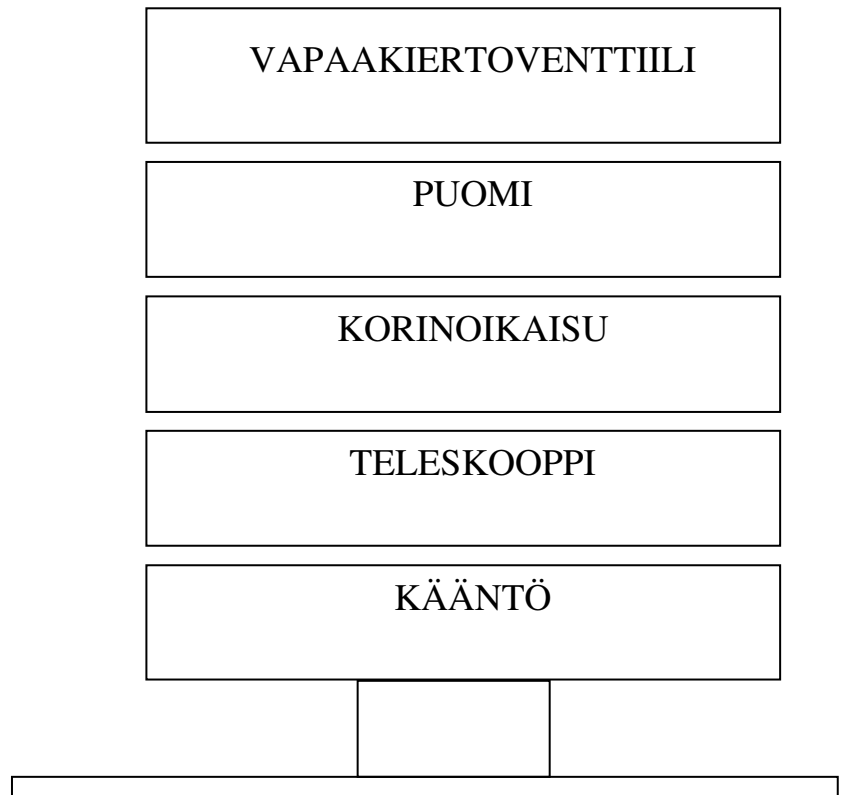 VAPAAKIERTOVENTTIILI
PUOMI
KORINOIKAISU
TELESKOOPPI
KÄÄNTÖ